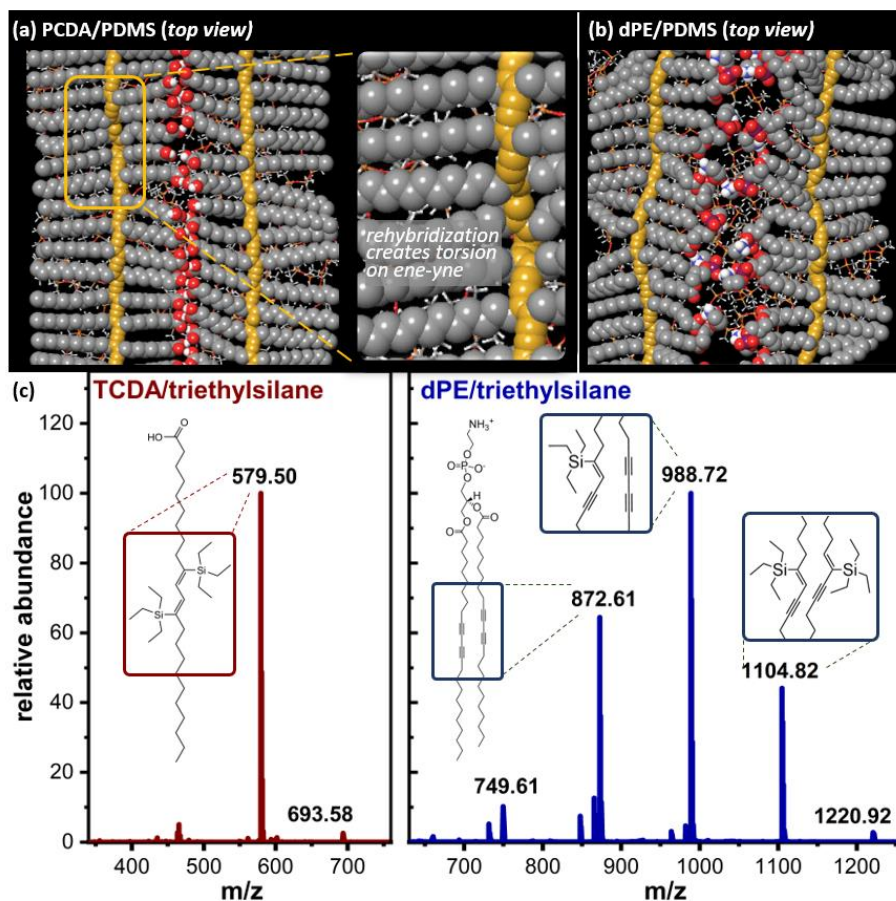 (a) PCDA/PDMS (top view)
(b) dPE/PDMS (top view)
rehybridization
creates torsion
on ene-yne
(c)
TCDA/triethylsilane
dPE/triethylsilane
relative abundance
120
100
80
60
40
20
0
HO
O
579.50
Si
Si
693.58
400
500
600
700
m/z
NH₃⁺
O
O=P-O⁻
O
H
O
O
O
O
749.61
872.61
Si
988.72
Si
Si
1104.82
1220.92
700
800
900
1000
1100
1200
m/z